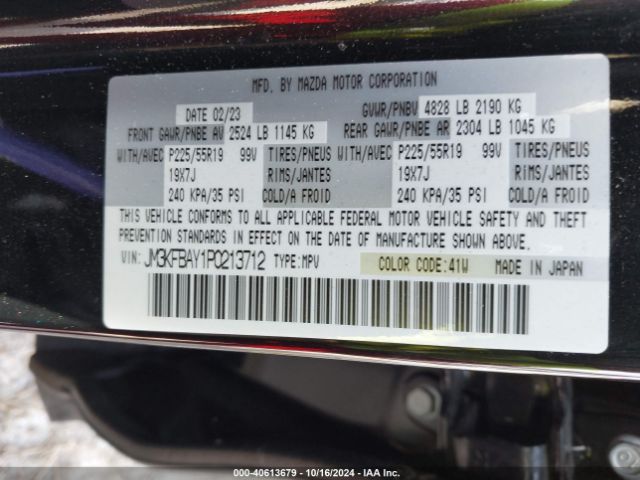 MFD. BY MAZDA MOTOR CORPORATION
DATE 02/23 GVWR/PNBV 4828 LB 2190 KG
FRONT GAWR/PNBE AV 2524 LB 1145 KG REAR GAWR/PNBE AR 2304 LB 1045 KG
WITH/AVEC P225/55R19 99V TIRES/PNEUS WITH/AVEC P225/55R19 99V TIRES/PNEUS
19X7J RIMS/JANTES 19X7J RIMS/JANTES
240 KPA/35 PSI COLD/A FROID 240 KPA/35 PSI COLD/A FROID
THIS VEHICLE CONFORMS TO ALL APPLICABLE FEDERAL MOTOR VEHICLE SAFETY AND THEFT
PREVENTION STANDARDS IN EFFECT ON THE DATE OF MANUFACTURE SHOWN ABOVE.
VIN: JM3KFBAY1P0213712 TYPE:MPV COLOR CODE:41W MADE IN JAPAN
000-40613679 | 10/16/2024 | IAA Inc.